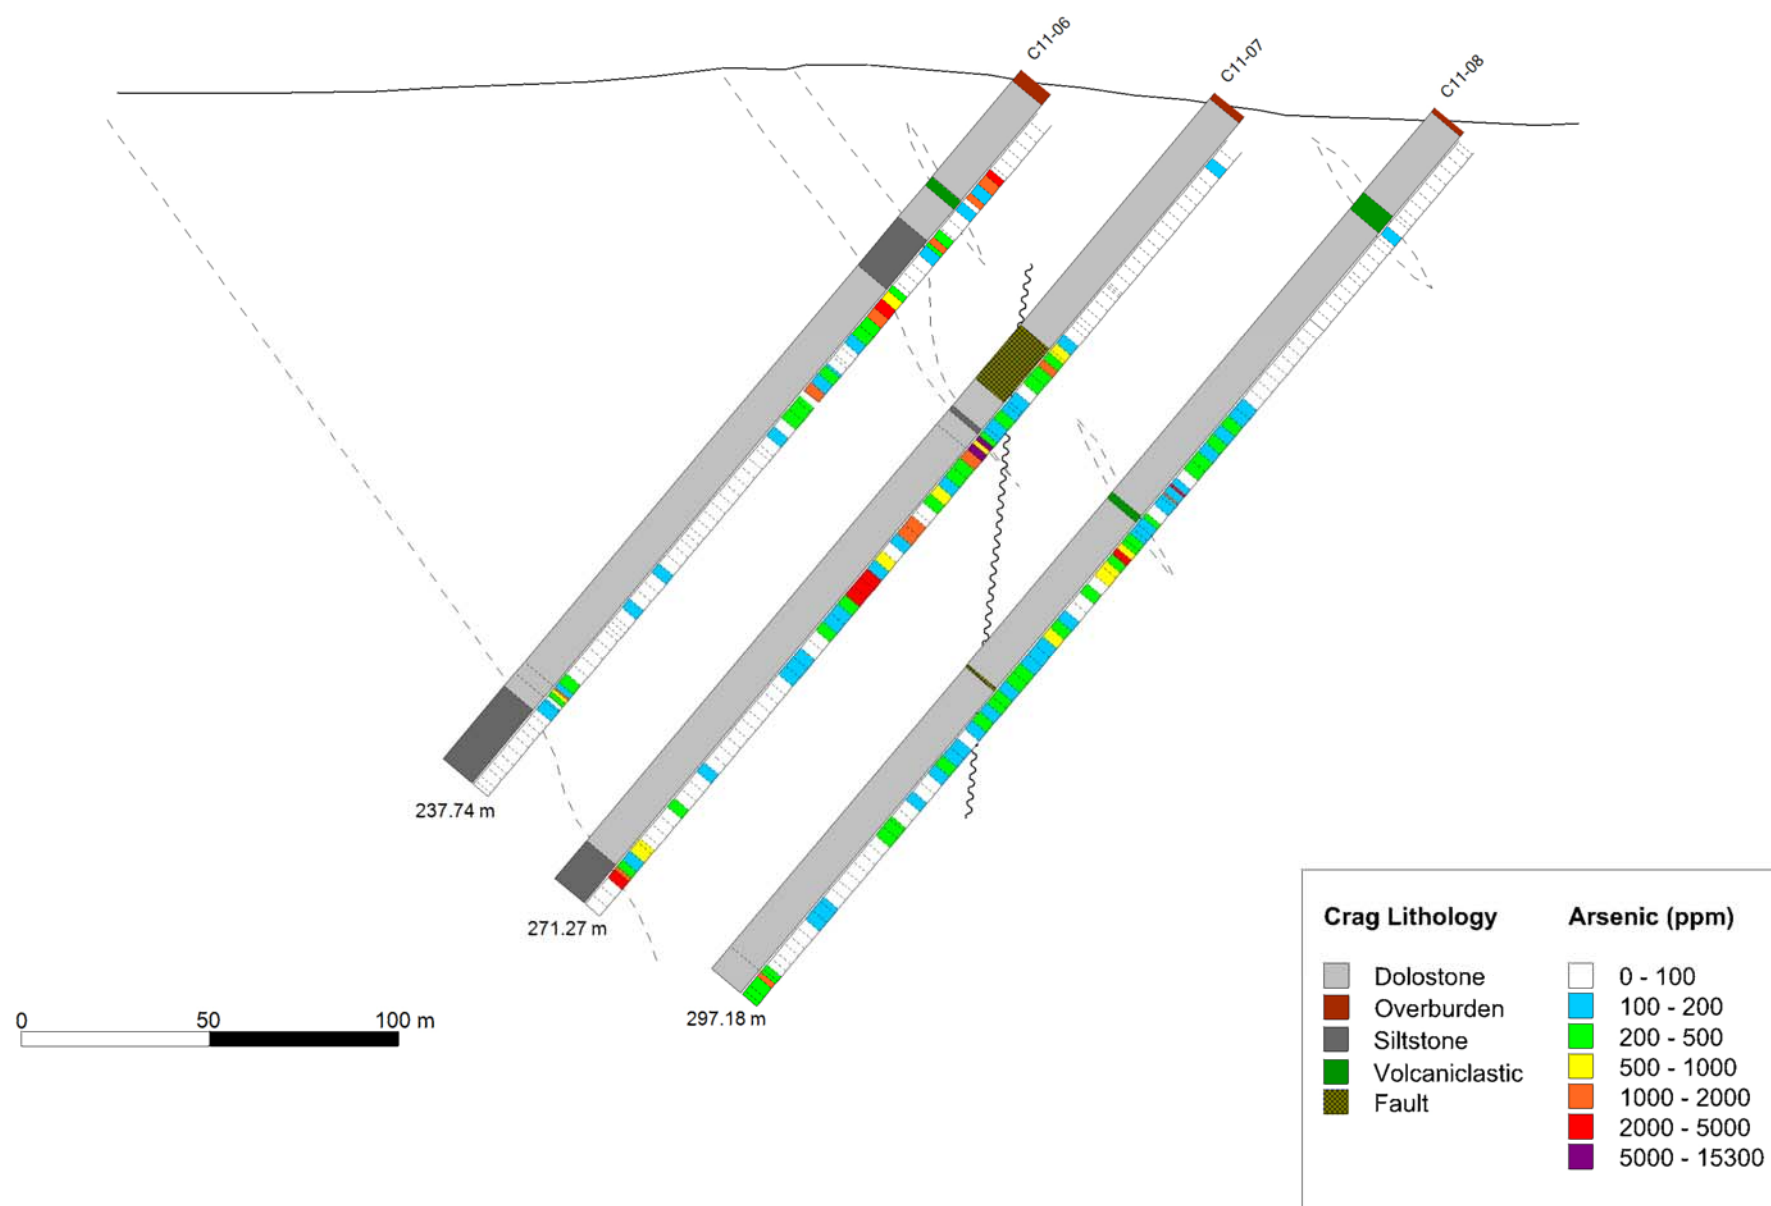 C11-06
C11-07
C11-08
237.74 m
271.27 m
297.18 m
0 50 100 m
Crag Lithology
Dolostone
Overburden
Siltstone
Volcaniclastic
Fault
Arsenic (ppm)
0 - 100
100 - 200
200 - 500
500 - 1000
1000 - 2000
2000 - 5000
5000 - 15300